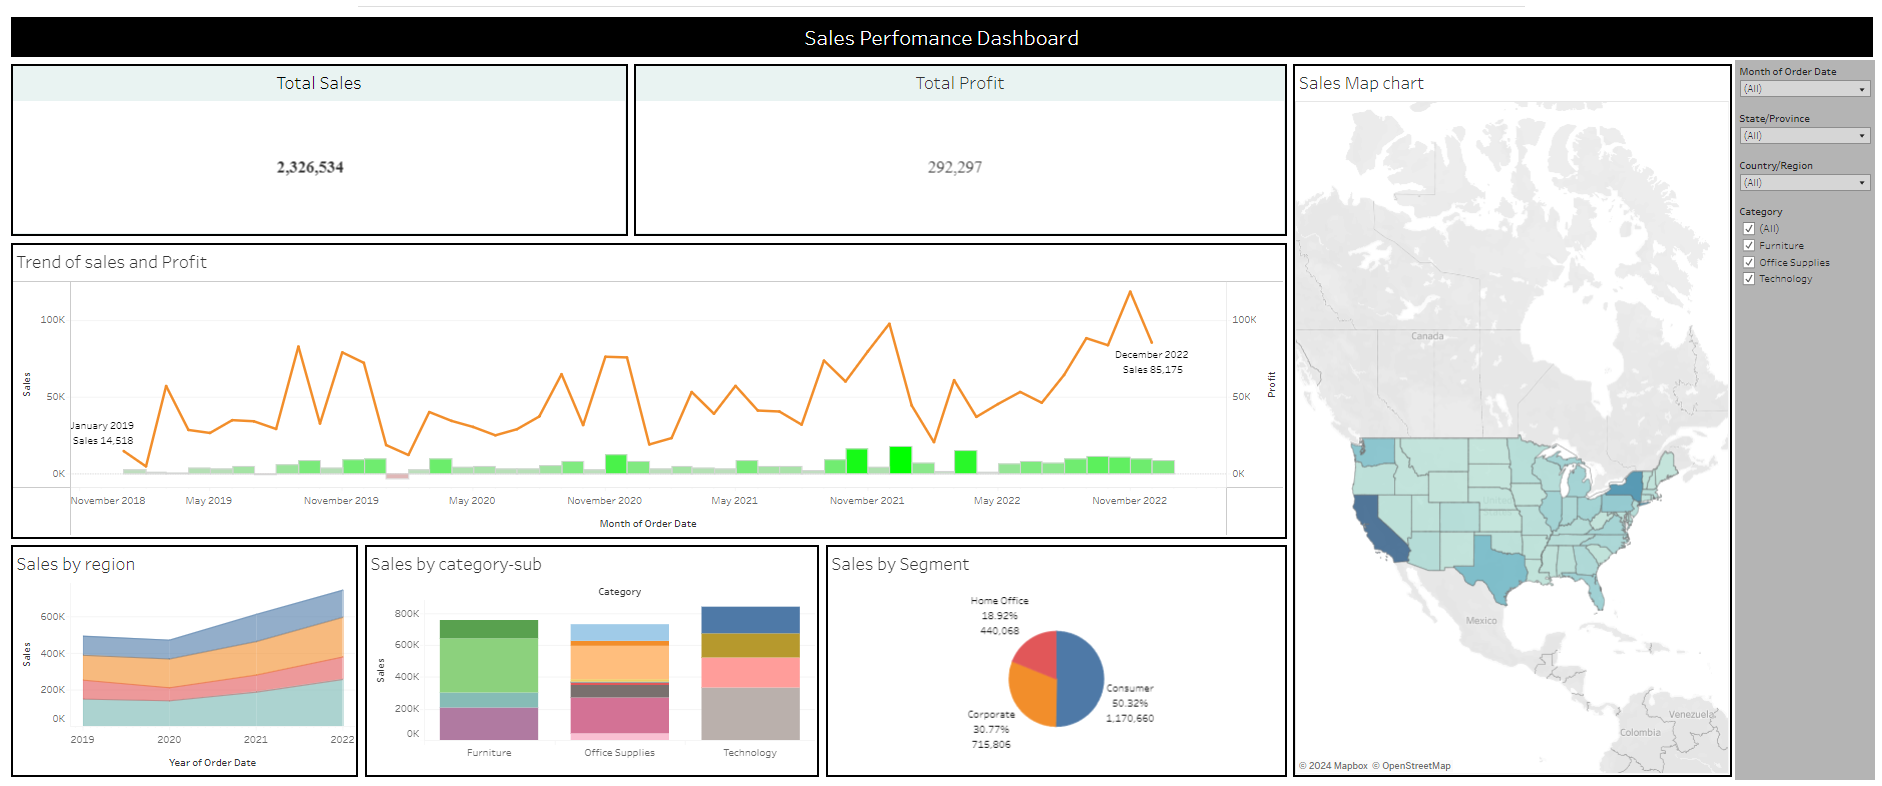 Sales Perfomance Dashboard
Total Sales
2,326,534
Total Profit
292,297
Trend of sales and Profit
100K
50K
0K
Sales
January 2019
Sales 14,518
December 2022
Sales 85,175
100K
50K
0K
Profit
November 2018
May 2019
November 2019
May 2020
November 2020
May 2021
November 2021
May 2022
November 2022
Month of Order Date
Sales by region
600K
400K
200K
0K
Sales
2019
2020
2021
2022
Year of Order Date
Sales by category-sub
Category
800K
600K
400K
200K
0K
Sales
Furniture
Office Supplies
Technology
Sales by Segment
Home Office
18.92%
440,068
Consumer
50.32%
1,170,660
Corporate
30.77%
715,806
Sales Map chart
Canada
United
Mexico
Venezuela
Colombia
© 2024 Mapbox © OpenStreetMap
Month of Order Date
(All)
State/Province
(All)
Country/Region
(All)
Category
(All)
Furniture
Office Supplies
Technology